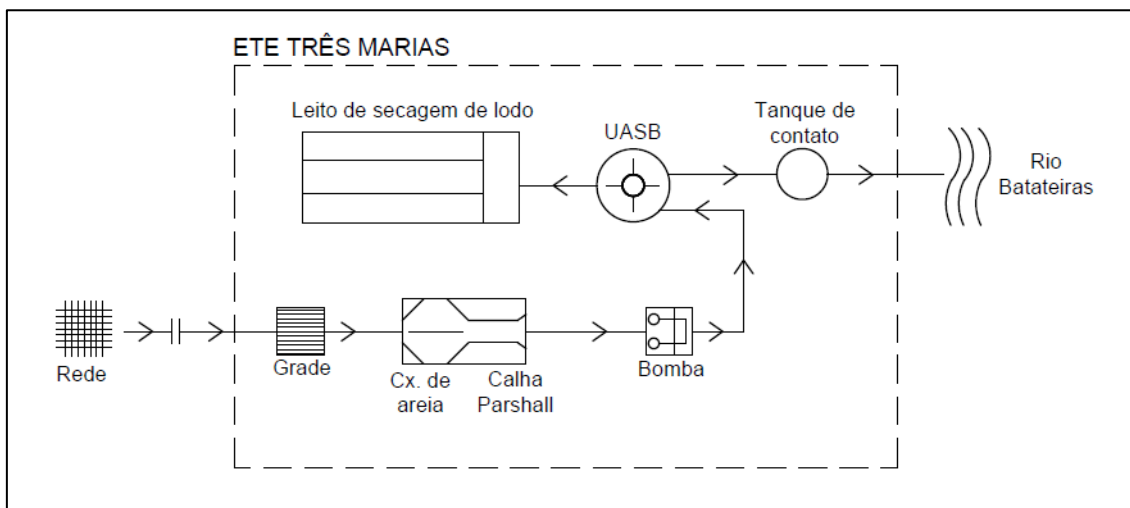 ETE TRÊS MARIAS
Leito de secagem de lodo
UASB
Tanque de
contato
Rio
Batateiras
Rede
Grade
Cx. de
areia
Calha
Parshall
Bomba